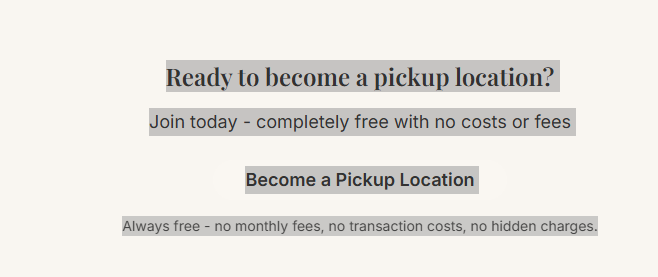 Ready to become a pickup location?
Join today - completely free with no costs or fees
Become a Pickup Location
Always free - no monthly fees, no transaction costs, no hidden charges.